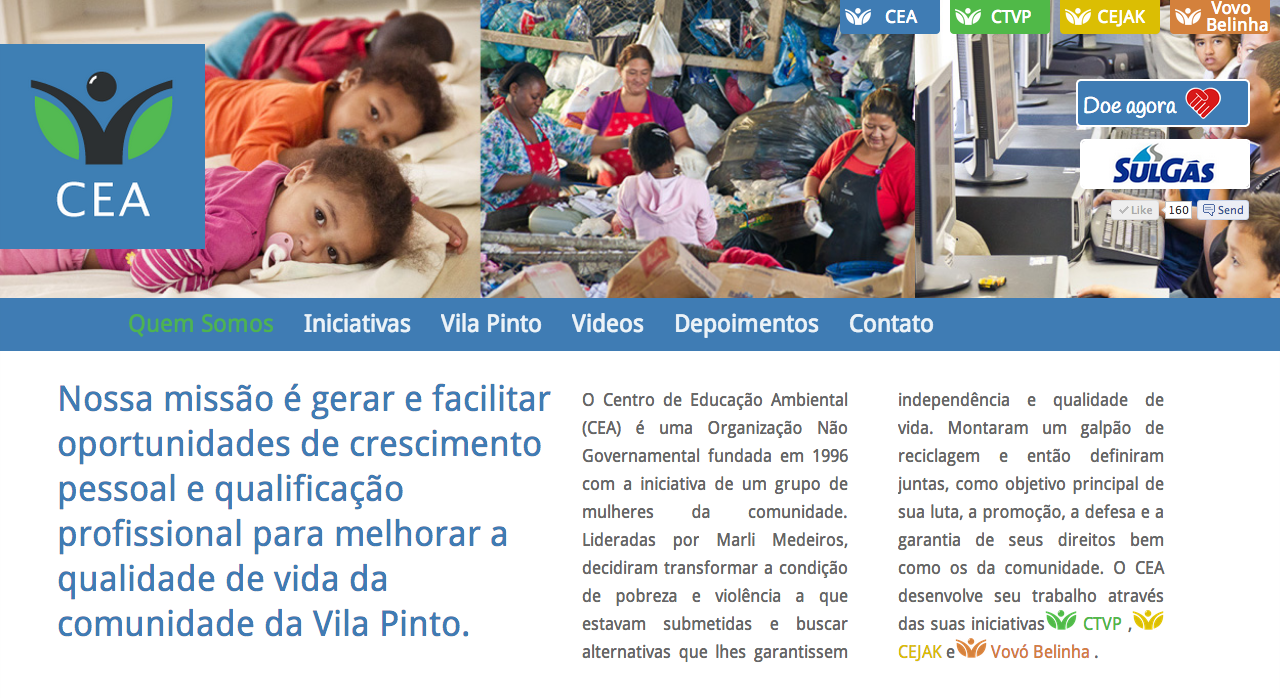 CEA
CTVP
CEJAK
Vovo
Belinha
CEA
Doe agora
SULGÁS
Like
160
Send
Quem Somos
Iniciativas
Vila Pinto
Videos
Depoimentos
Contato
Nossa missão é gerar e facilitar
oportunidades de crescimento
pessoal e qualificação
profissional para melhorar a
qualidade de vida da
comunidade da Vila Pinto.
O Centro de Educação Ambiental
(CEA) é uma Organização Não
Governamental fundada em 1996
com a iniciativa de um grupo de
mulheres da comunidade.
Lideradas por Marli Medeiros,
decidiram transformar a condição
de pobreza e violência a que
estavam submetidas e buscar
alternativas que lhes garantissem
independência e qualidade de
vida. Montaram um galpão de
reciclagem e então definiram
juntas, como objetivo principal de
sua luta, a promoção, a defesa e a
garantia de seus direitos bem
como os da comunidade. O CEA
desenvolve seu trabalho através
das suas iniciativas CTVP ,
CEJAK e Vovó Belinha .